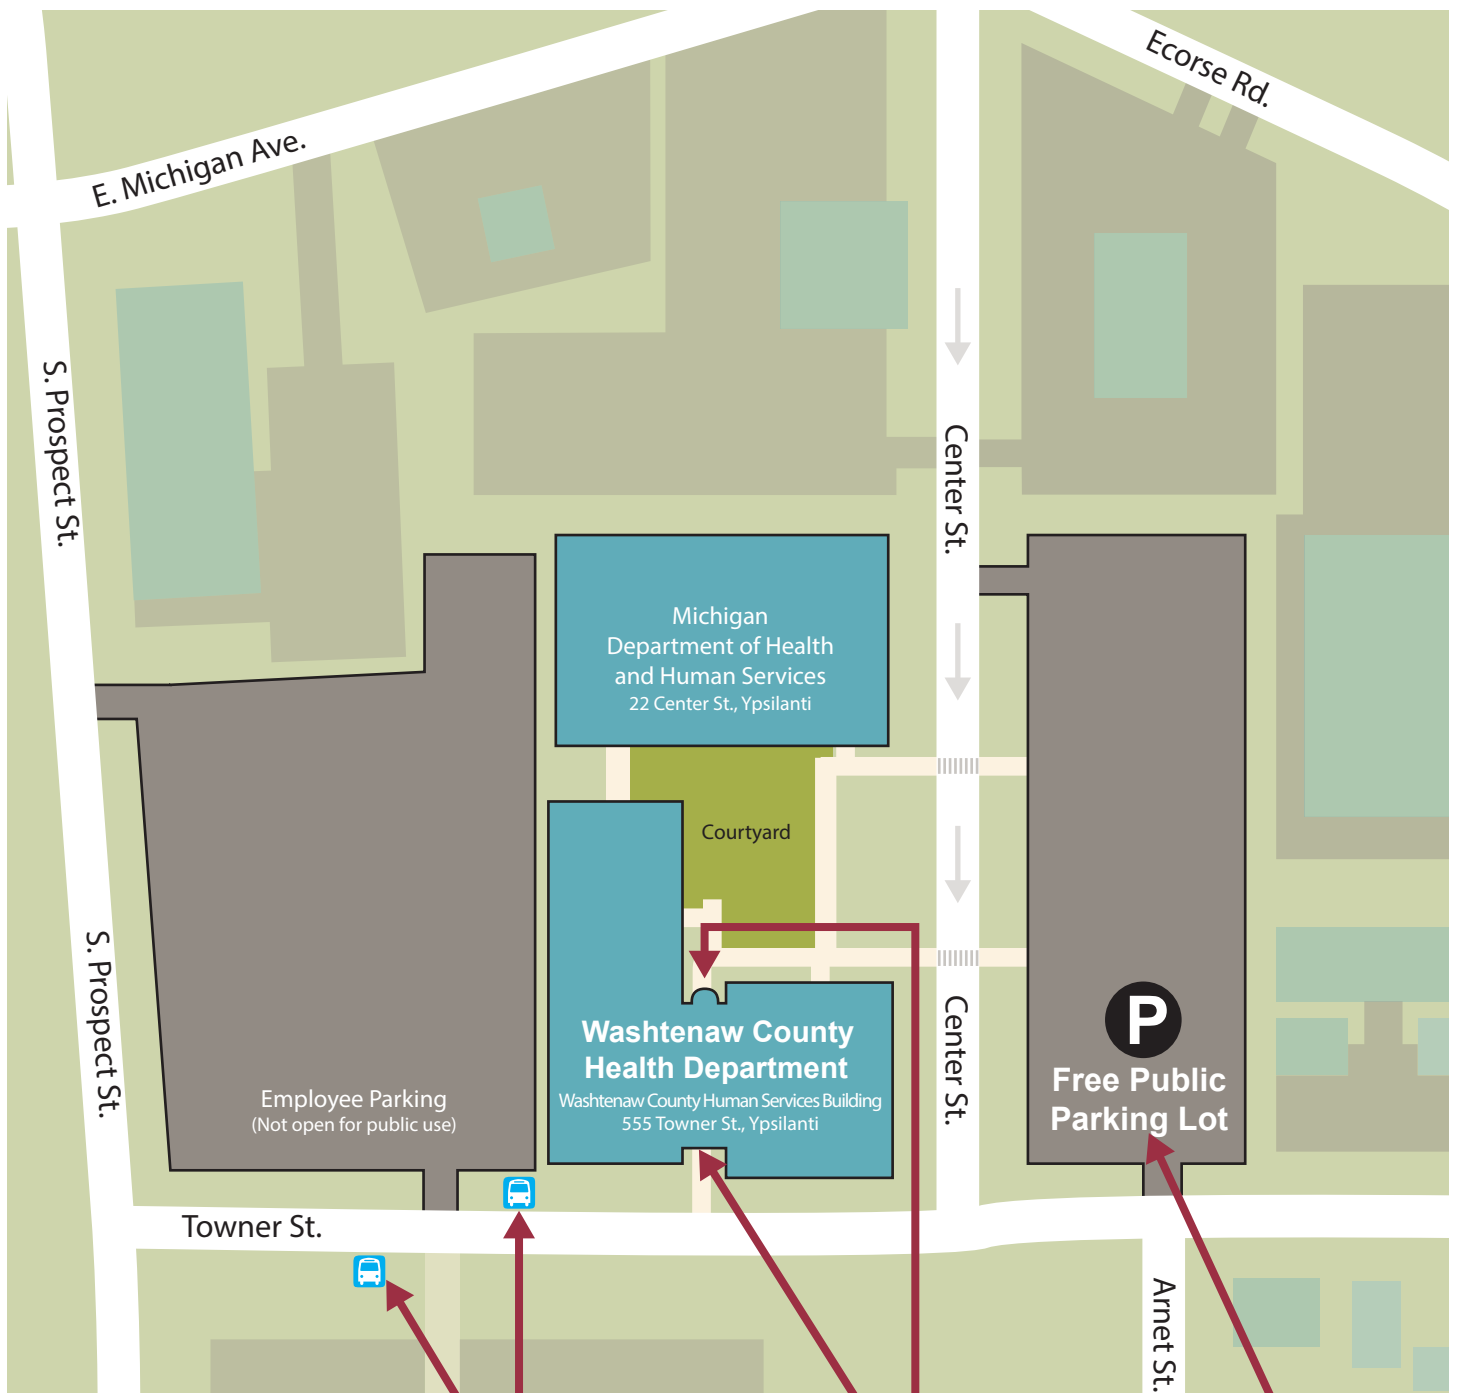 Ecorse Rd.
E. Michigan Ave.
S. Prospect St.
Center St.
Michigan
Department of Health
and Human Services
22 Center St., Ypsilanti
Courtyard
S. Prospect St.
Center St.
P
Free Public
Parking Lot
Washtenaw County
Health Department
Washtenaw County Human Services Building
555 Towner St., Ypsilanti
Employee Parking
(Not open for public use)
Towner St.
Arnet St.